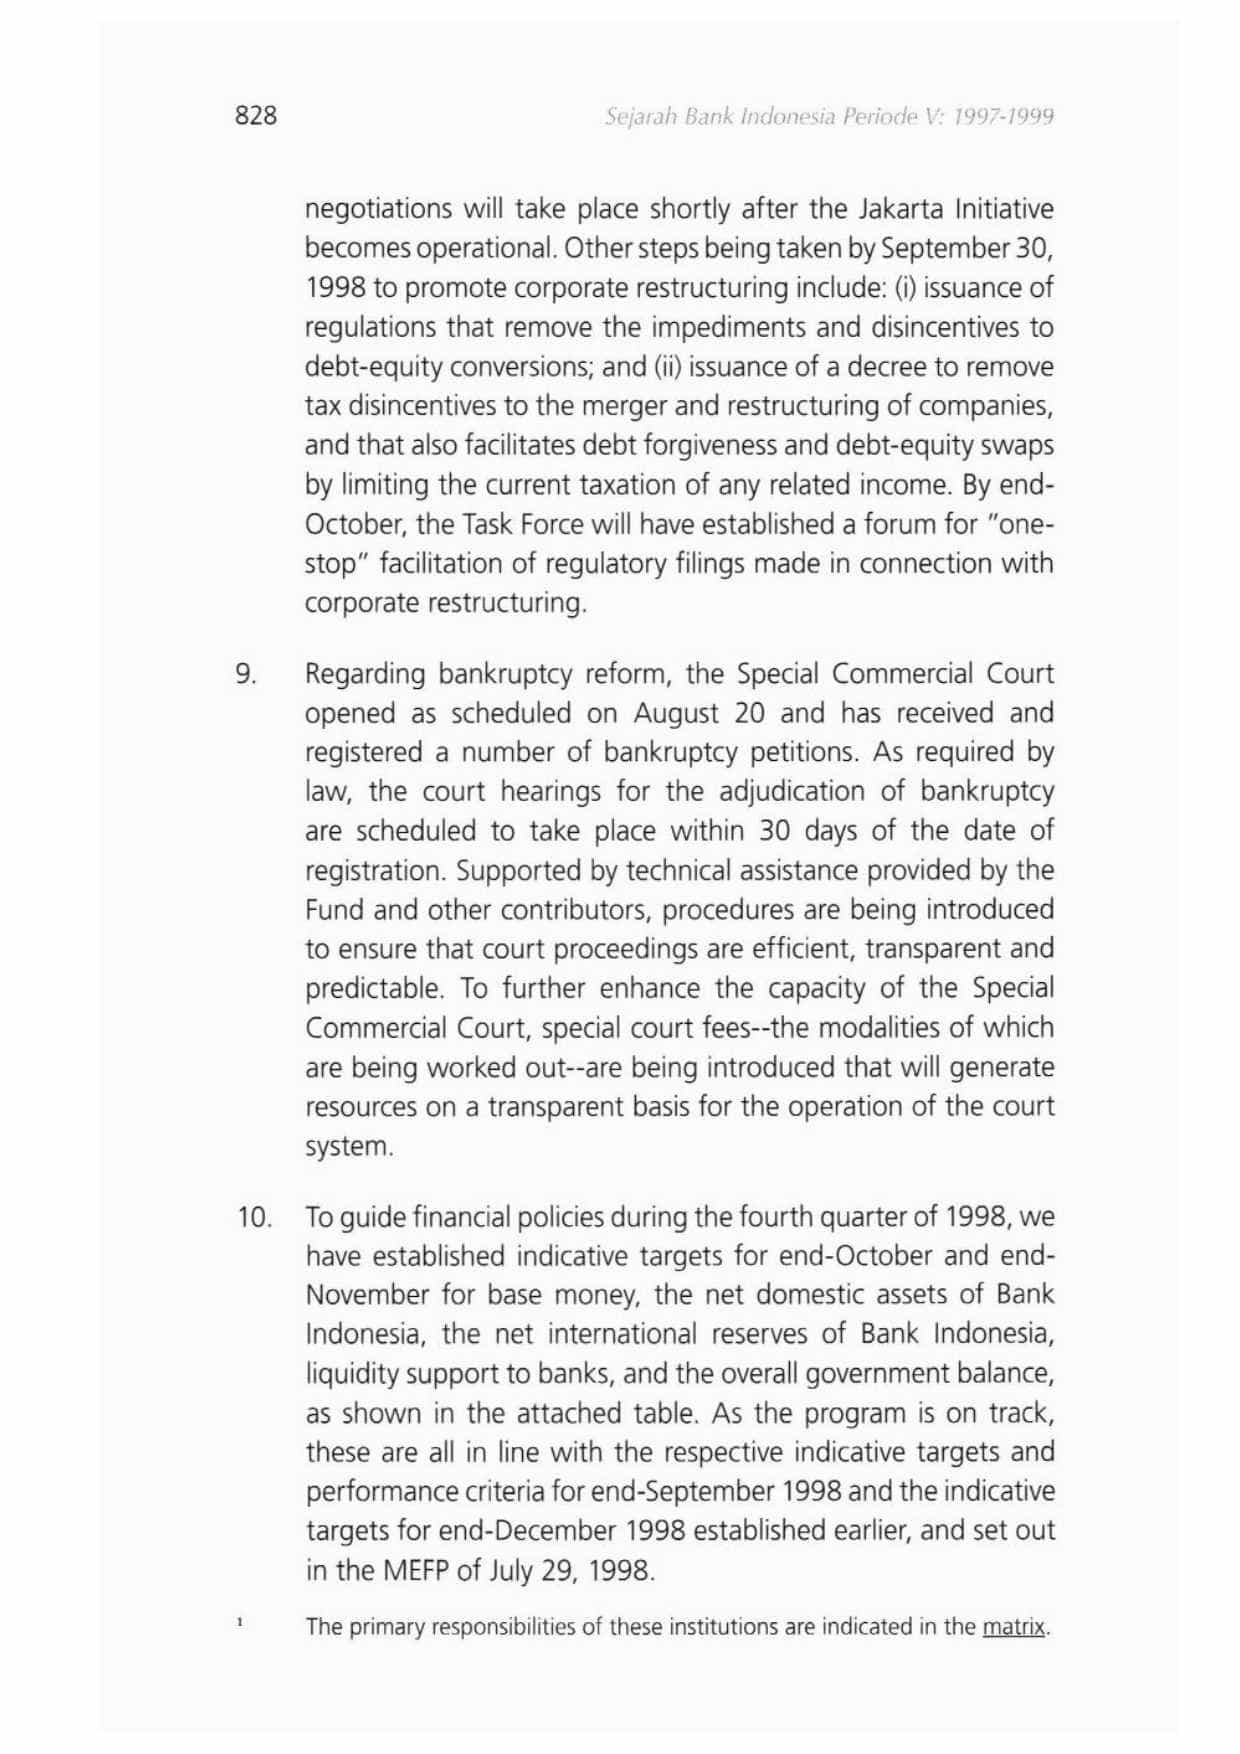 828
Sejarah Bank Indonesia Periode V: 1997-1999
negotiations will take place shortly after the Jakarta Initiative
becomes operational. Other steps being taken by September 30,
1998 to promote corporate restructuring include: (i) issuance of
regulations that remove the impediments and disincentives to
debt-equity conversions; and (ii) issuance of a decree to remove
tax disincentives to the merger and restructuring of companies,
and that also facilitates debt forgiveness and debt-equity swaps
by limiting the current taxation of any related income. By end-
October, the Task Force will have established a forum for "one-
stop" facilitation of regulatory filings made in connection with
corporate restructuring.
9. Regarding bankruptcy reform, the Special Commercial Court
opened as scheduled on August 20 and has received and
registered a number of bankruptcy petitions. As required by
law, the court hearings for the adjudication of bankruptcy
are scheduled to take place within 30 days of the date of
registration. Supported by technical assistance provided by the
Fund and other contributors, procedures are being introduced
to ensure that court proceedings are efficient, transparent and
predictable. To further enhance the capacity of the Special
Commercial Court, special court fees--the modalities of which
are being worked out--are being introduced that will generate
resources on a transparent basis for the operation of the court
system.
10. To guide financial policies during the fourth quarter of 1998, we
have established indicative targets for end-October and end-
November for base money, the net domestic assets of Bank
Indonesia, the net international reserves of Bank Indonesia,
liquidity support to banks, and the overall government balance,
as shown in the attached table. As the program is on track,
these are all in line with the respective indicative targets and
performance criteria for end-September 1998 and the indicative
targets for end-December 1998 established earlier, and set out
in the MEFP of July 29, 1998.
¹ The primary responsibilities of these institutions are indicated in the matrix.